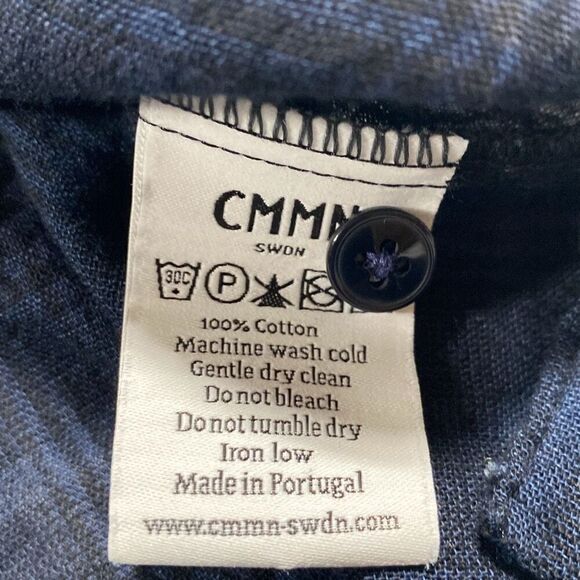 CMMN
SWDN
30C P
100% Cotton
Machine wash cold
Gentle dry clean
Do not bleach
Do not tumble dry
Iron low
Made in Portugal
www.cmmn-swdn.com